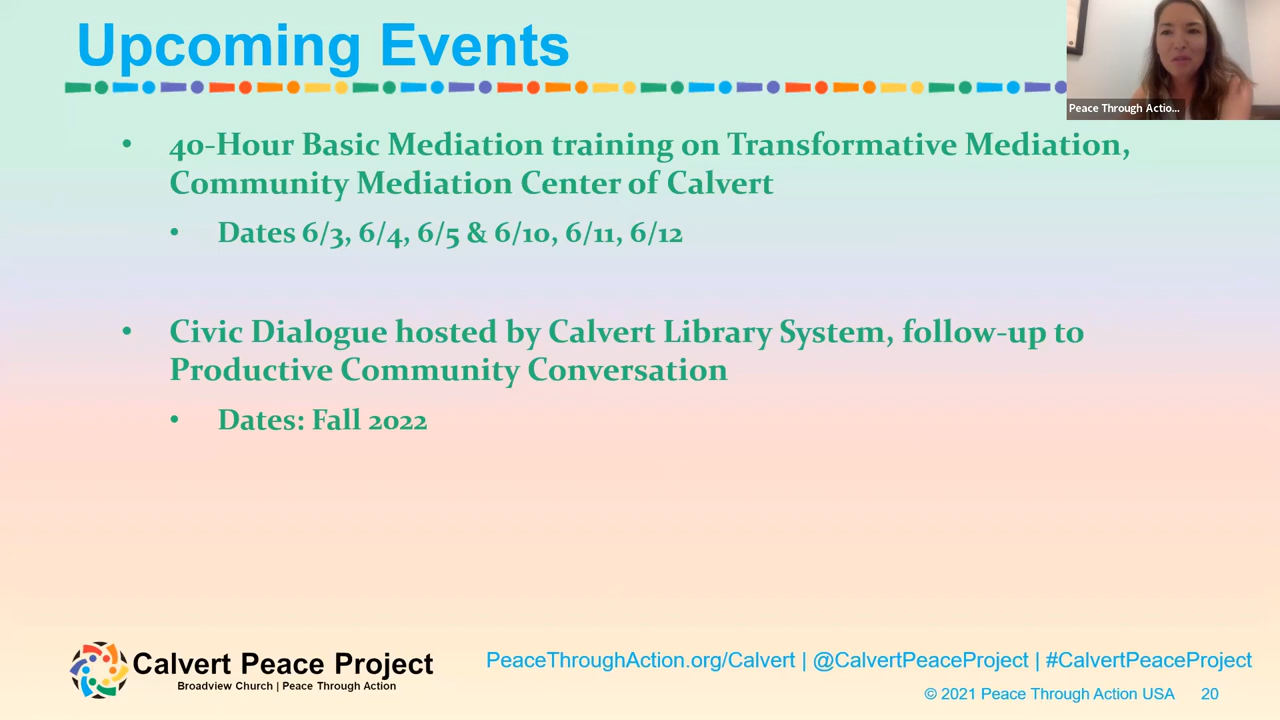 Upcoming Events
Peace Through Actio...
• 40-Hour Basic Mediation training on Transformative Mediation,
Community Mediation Center of Calvert
• Dates 6/3, 6/4, 6/5 & 6/10, 6/11, 6/12
• Civic Dialogue hosted by Calvert Library System, follow-up to
Productive Community Conversation
• Dates: Fall 2022
Calvert Peace Project
Broadview Church | Peace Through Action
PeaceThroughAction.org/Calvert | @CalvertPeaceProject | #CalvertPeaceProject
© 2021 Peace Through Action USA 20